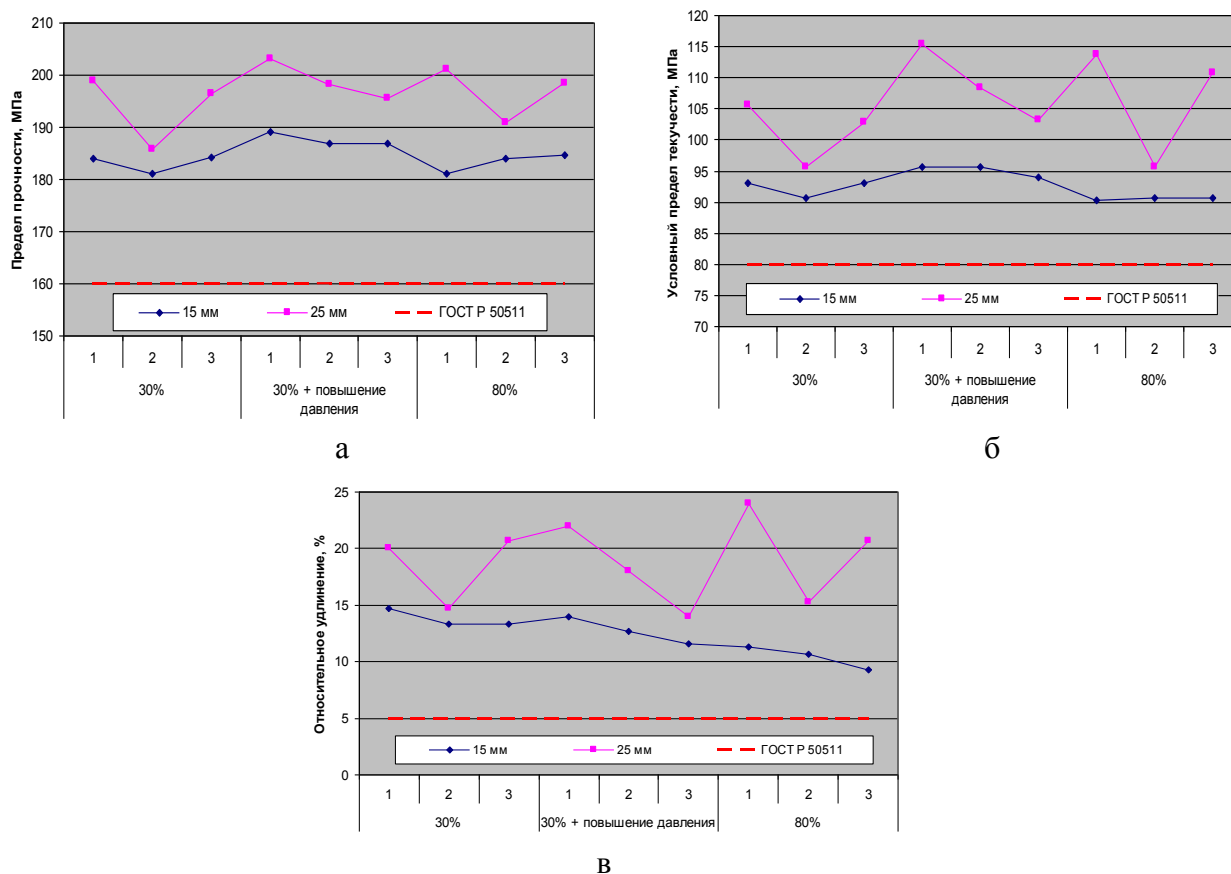 Предел прочности, МПа
210
200
190
180
170
160
150
15 мм 25 мм ГОСТ Р 50511
1 2 3 1 2 3 1 2 3
30% 30% + повышение 80%
давления
а
Условный предел текучести, МПа
120
115
110
105
100
95
90
85
80
75
70
15 мм 25 мм ГОСТ Р 50511
1 2 3 1 2 3 1 2 3
30% 30% + повышение 80%
давления
б
Относительное удлинение, %
25
20
15
10
5
0
15 мм 25 мм ГОСТ Р 50511
1 2 3 1 2 3 1 2 3
30% 30% + повышение давления 80%
в